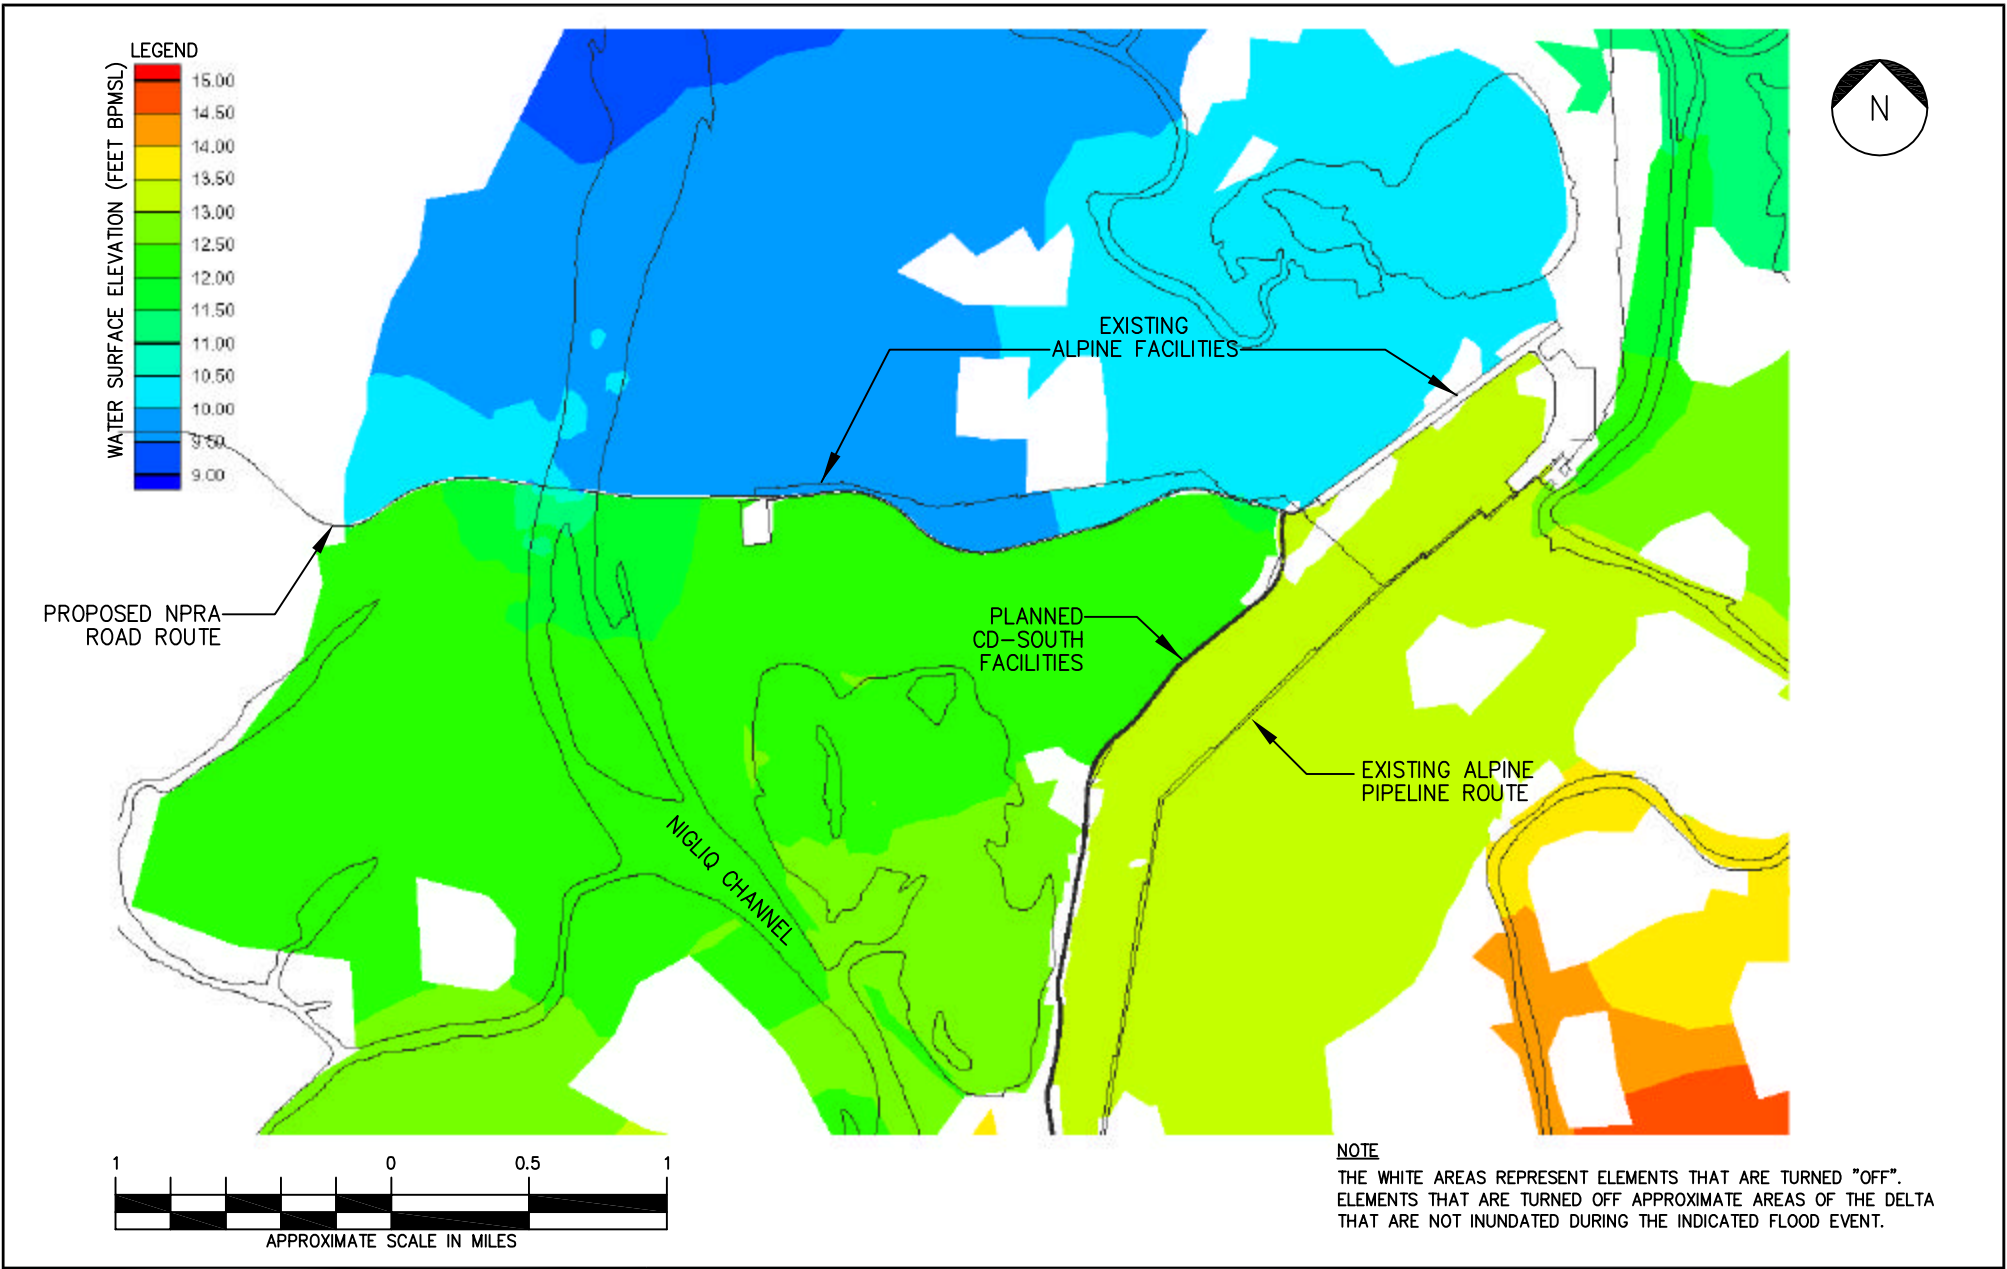 LEGEND
WATER SURFACE ELEVATION (FEET BPMSL)
15.00
14.50
14.00
13.50
13.00
12.50
12.00
11.50
11.00
10.50
10.00
9.50
9.00
N
EXISTING
ALPINE FACILITIES
PROPOSED NPRA
ROAD ROUTE
PLANNED
CD-SOUTH
FACILITIES
EXISTING ALPINE
PIPELINE ROUTE
NIGLIQ CHANNEL
1 0 0.5 1
APPROXIMATE SCALE IN MILES
NOTE
THE WHITE AREAS REPRESENT ELEMENTS THAT ARE TURNED "OFF".
ELEMENTS THAT ARE TURNED OFF APPROXIMATE AREAS OF THE DELTA
THAT ARE NOT INUNDATED DURING THE INDICATED FLOOD EVENT.